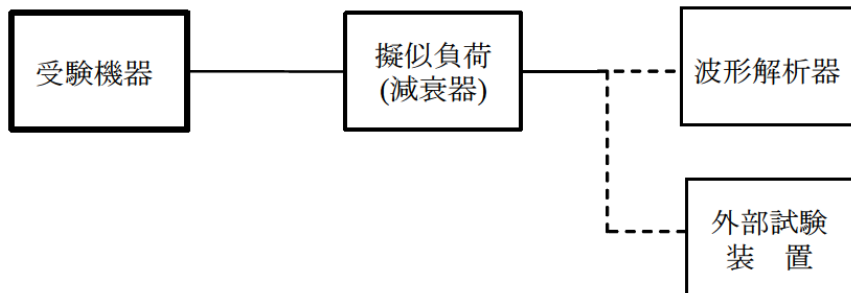 受験機器
擬似負荷
(減衰器)
波形解析器
外部試験
装　置